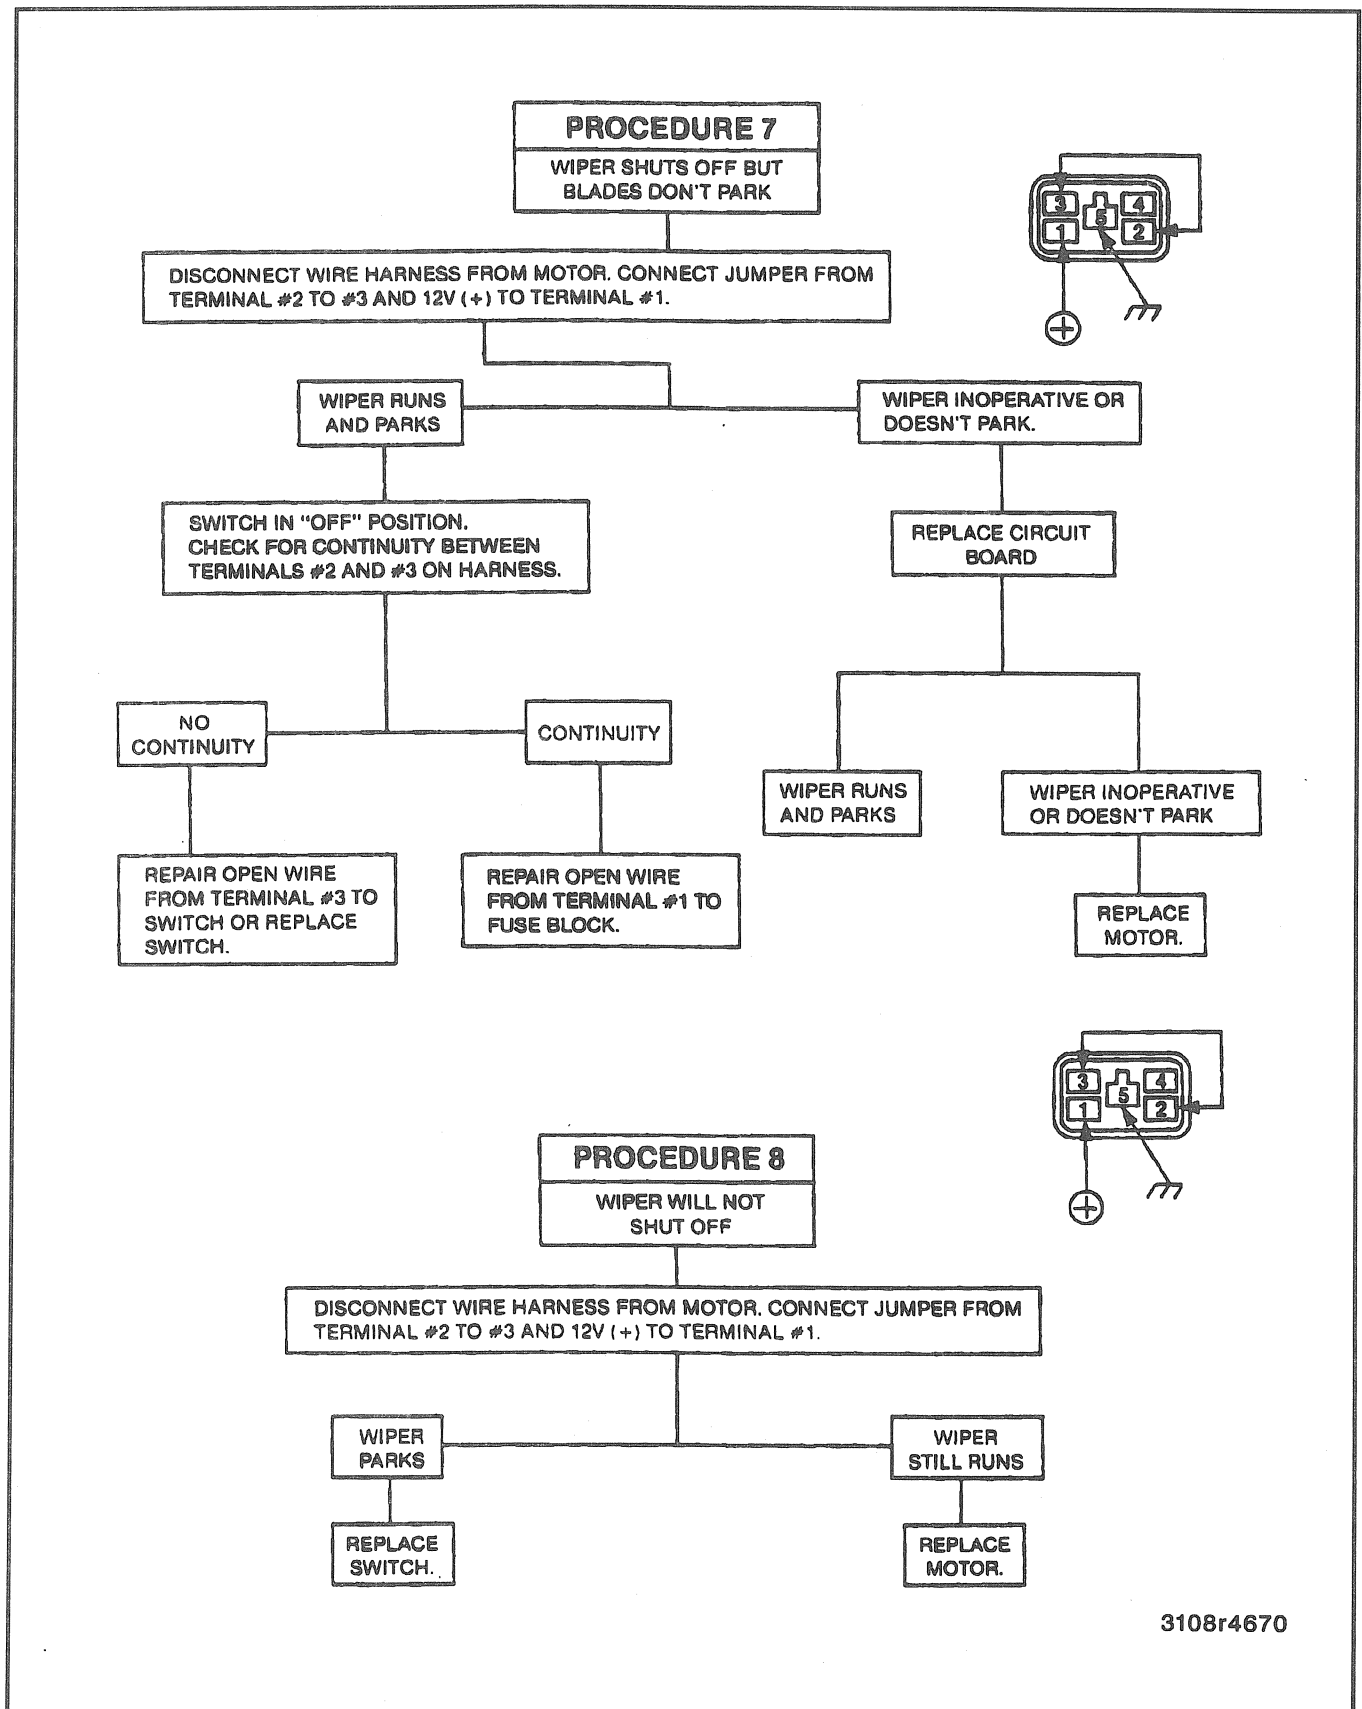 PROCEDURE 7
WIPER SHUTS OFF BUT
BLADES DON'T PARK
3
4
5
1
2
DISCONNECT WIRE HARNESS FROM MOTOR. CONNECT JUMPER FROM
TERMINAL #2 TO #3 AND 12V (+) TO TERMINAL #1.
+
WIPER RUNS
AND PARKS
WIPER INOPERATIVE OR
DOESN'T PARK.
SWITCH IN "OFF" POSITION.
CHECK FOR CONTINUITY BETWEEN
TERMINALS #2 AND #3 ON HARNESS.
REPLACE CIRCUIT
BOARD
NO
CONTINUITY
CONTINUITY
WIPER RUNS
AND PARKS
WIPER INOPERATIVE
OR DOESN'T PARK
REPAIR OPEN WIRE
FROM TERMINAL #3 TO
SWITCH OR REPLACE
SWITCH.
REPAIR OPEN WIRE
FROM TERMINAL #1 TO
FUSE BLOCK.
REPLACE
MOTOR.
3
4
5
1
2
+
PROCEDURE 8
WIPER WILL NOT
SHUT OFF
DISCONNECT WIRE HARNESS FROM MOTOR. CONNECT JUMPER FROM
TERMINAL #2 TO #3 AND 12V (+) TO TERMINAL #1.
WIPER
PARKS
WIPER
STILL RUNS
REPLACE
SWITCH.
REPLACE
MOTOR.
3108r4670